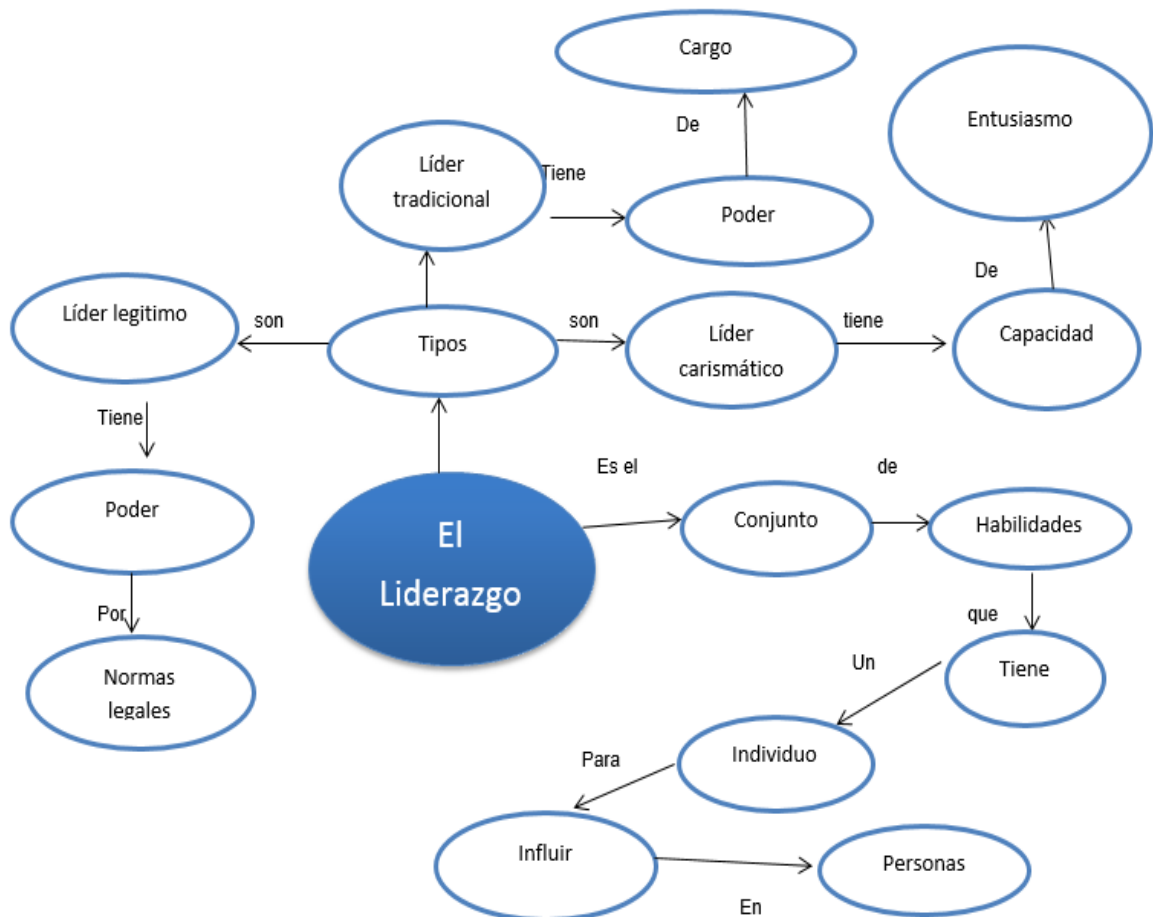 Cargo
De
Entusiasmo
Líder
tradicional
Tiene
Poder
De
Líder legitimo
son
Tipos
son
Líder
carismático
tiene
Capacidad
Tiene
Poder
Por
Normas
legales
El
Liderazgo
Es el
Conjunto
de
Habilidades
que
Tiene
Un
Individuo
Para
Influir
En
Personas